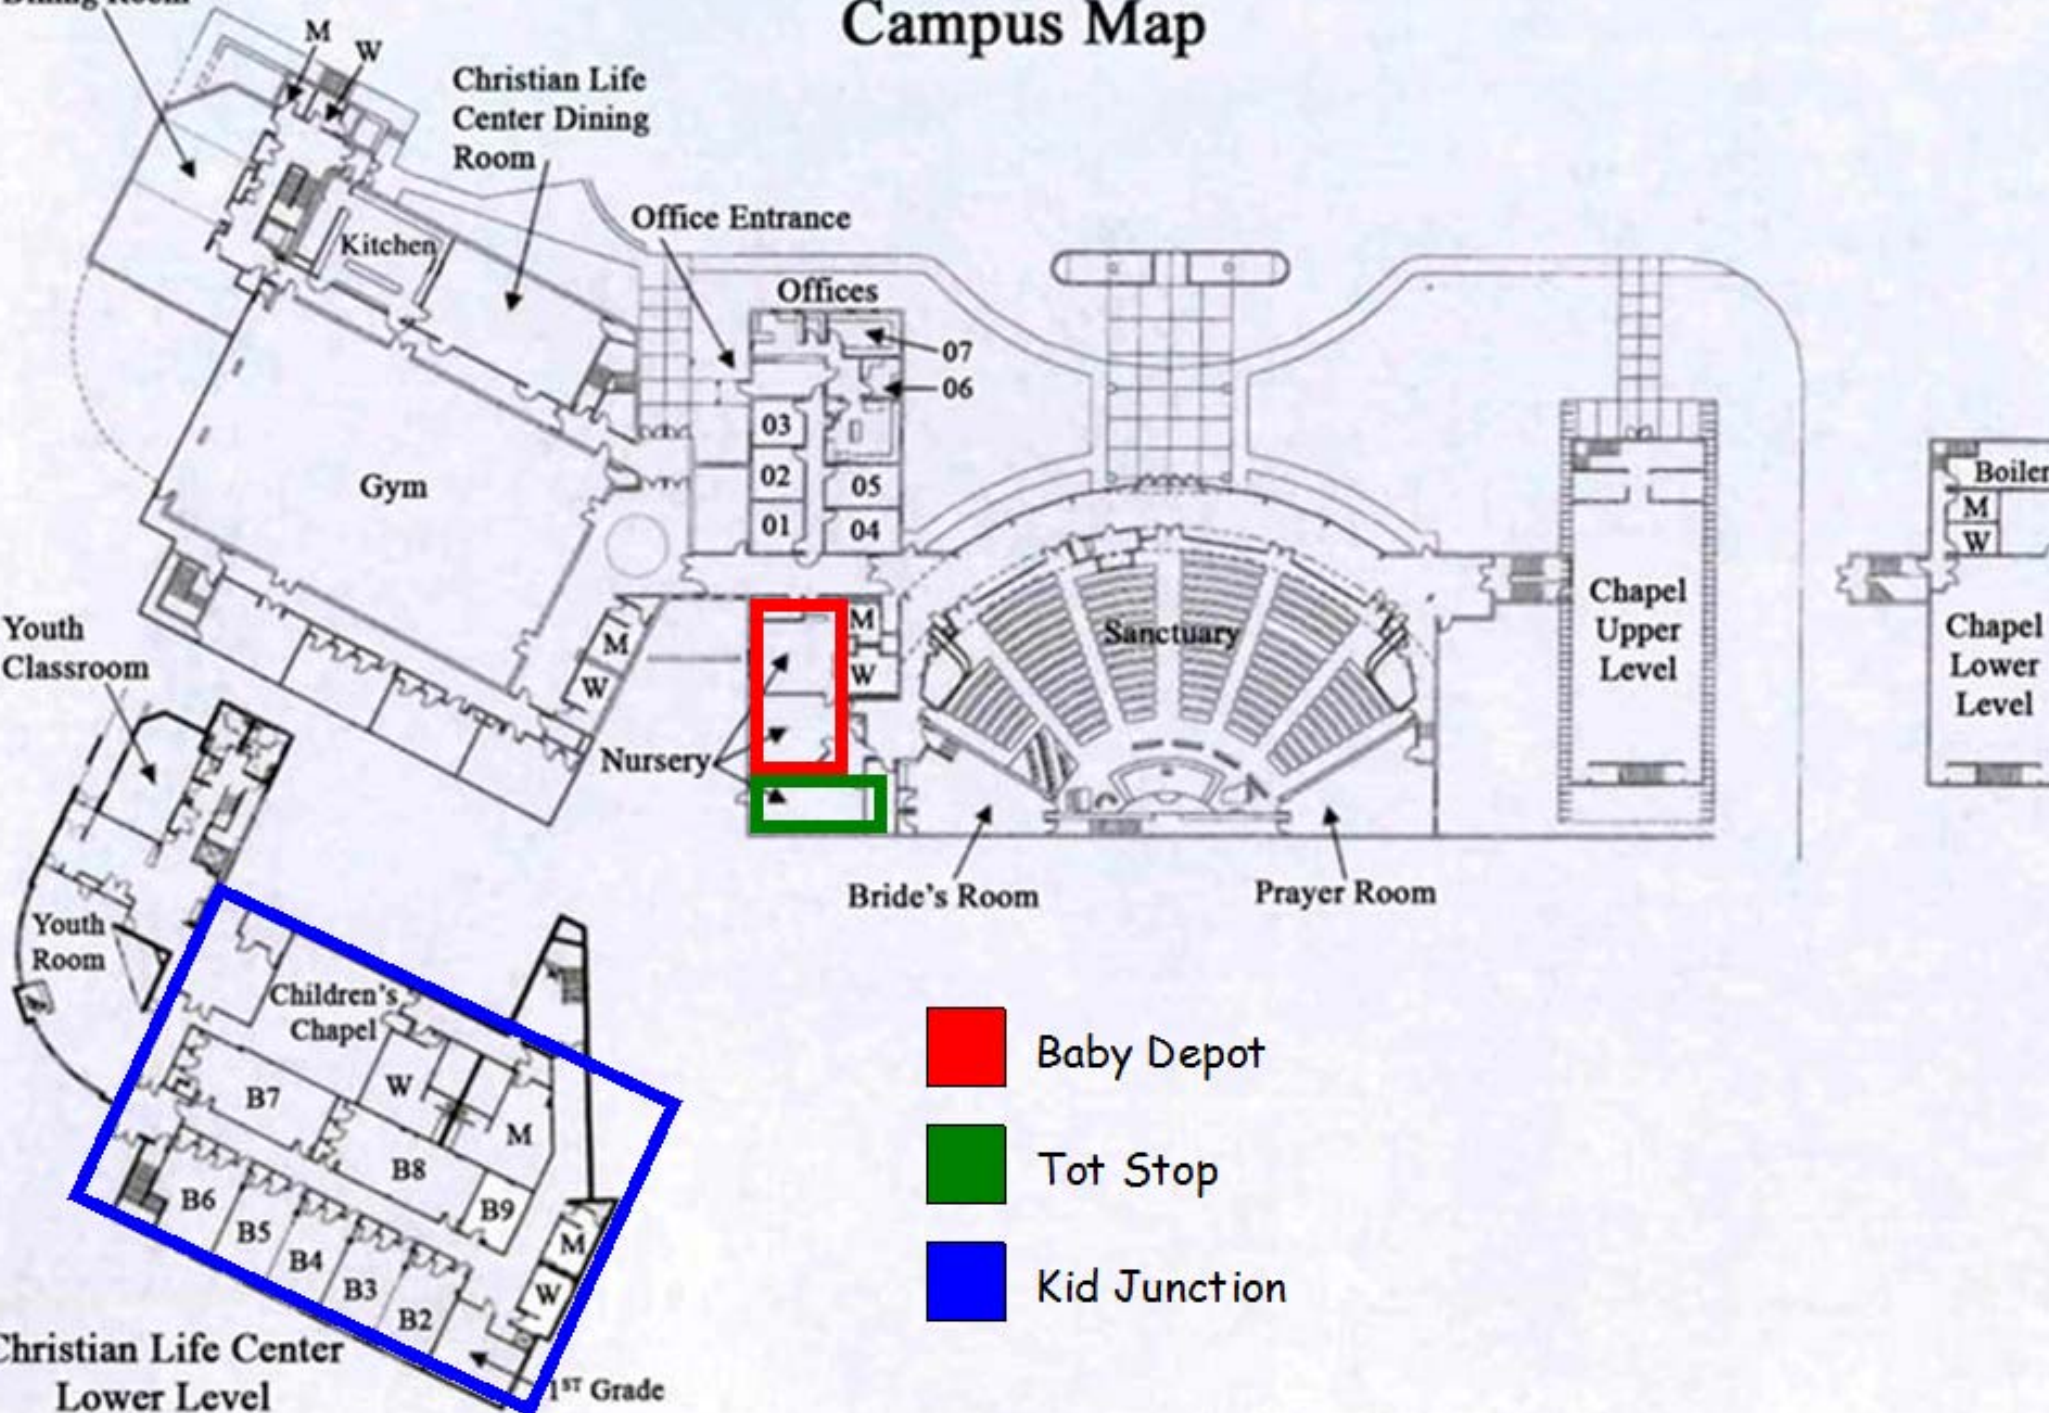 Campus Map
Room
M
W
Christian Life
Center Dining
Room
Kitchen
Office Entrance
Offices
07
06
03
02
01
05
04
Gym
M
W
M
W
Nursery
Sanctuary
Bride's Room
Prayer Room
Chapel
Upper
Level
Boiler
M
W
Chapel
Lower
Level
Youth
Classroom
Youth
Room
Children's
Chapel
W
M
B7
B8
B9
B6
B5
B4
B3
B2
M
W
1ST Grade
Christian Life Center
Lower Level
Baby Depot
Tot Stop
Kid Junction